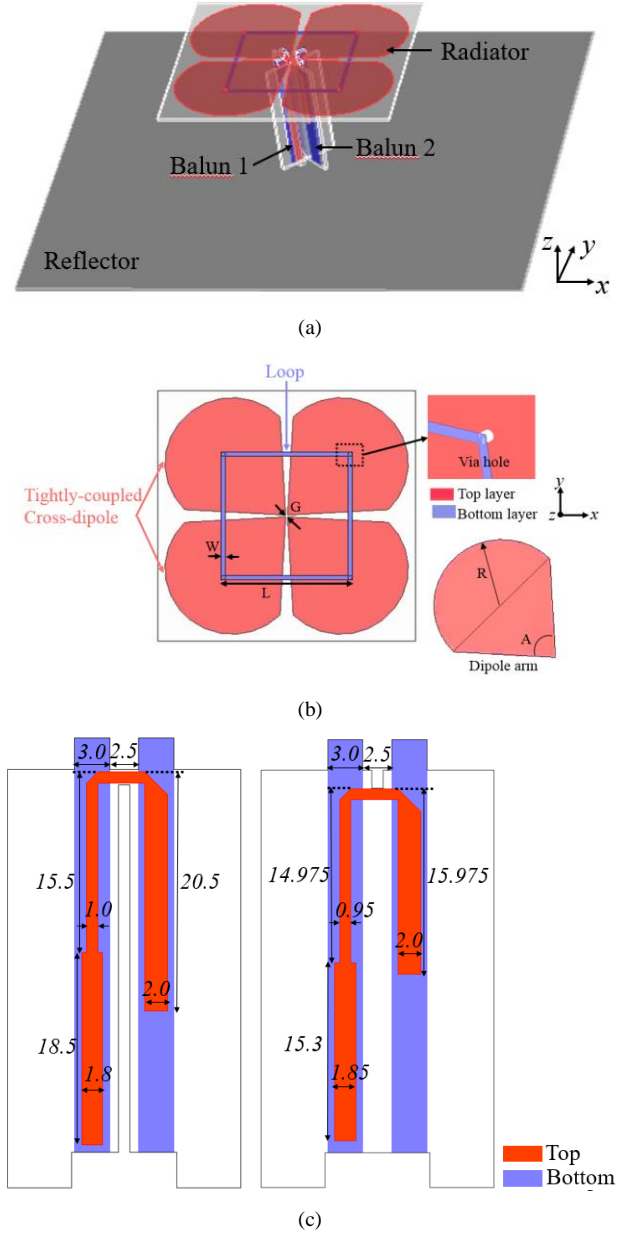 Radiator
Balun 1
Balun 2
Reflector
z
y
x
(a)
Loop
Via hole
Tightly-coupled
Cross-dipole
G
W
L
Top layer
Bottom layer
y
z
x
R
A
Dipole arm
(b)
3.0
2.5
3.0
2.5
15.5
20.5
14.975
15.975
1.0
0.95
2.0
2.0
18.5
15.3
1.8
1.85
Top
Bottom
(c)